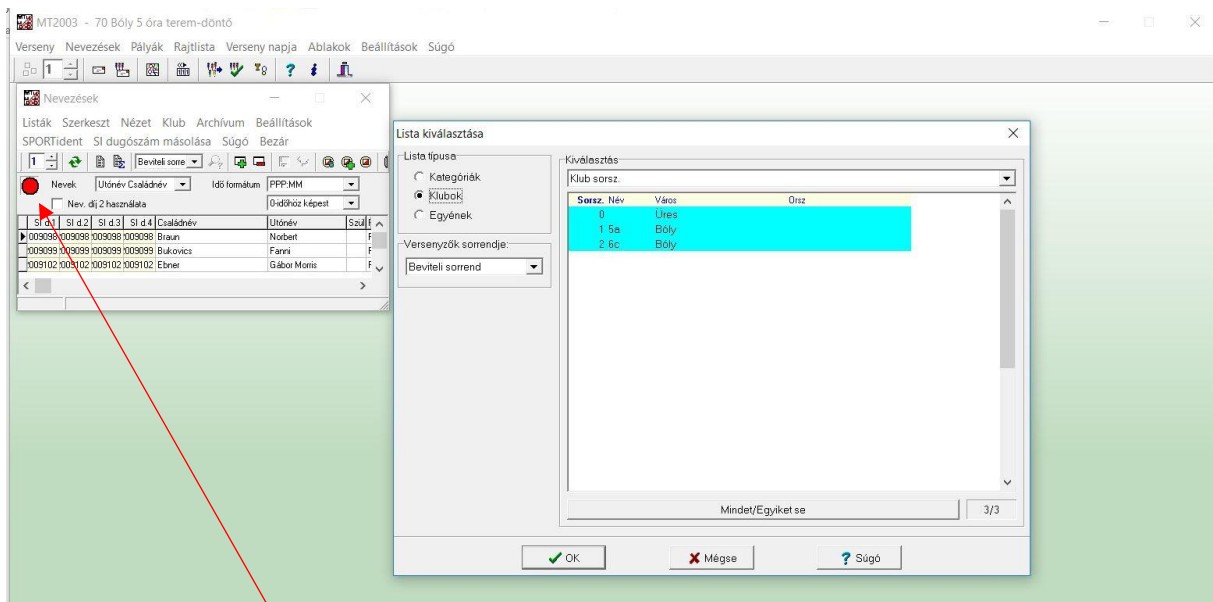 MT2003 - 70 Bóly 5 óra terem-döntő
Verseny Nevezések Pályák Rajtlista Verseny napja Ablakok Beállítások Súgó
1
Nevezések
Listák Szerkeszt Nézet Klub Archívum Beállítások
SPORTident SI dugószám másolása Súgó Bezár
1 Beviteli sorre
Nevek Utónév Családnév Idő formátum PPP:MM
Nev. díj 2 használata 0-időhöz képest
SI d.1 SI d.2 SI d.3 SI d.4 Családnév Utónév Szül
009098 009098 009098 009098 Braun Norbert F
009099 009099 009099 009099 Bukovics Fanni F
009102 009102 009102 009102 Ebner Gábor Morris F
Lista kiválasztása
Lista típusa
Kategóriák
Klubok
Egyének
Versenyzők sorrendje:
Beviteli sorrend
Kiválasztás
Klub sorsz.
Sorsz. Név Város Orsz
0 Üres
1 5a Bóly
2 6c Bóly
Mindet/Egyiket se 3/3
OK Mégse Súgó